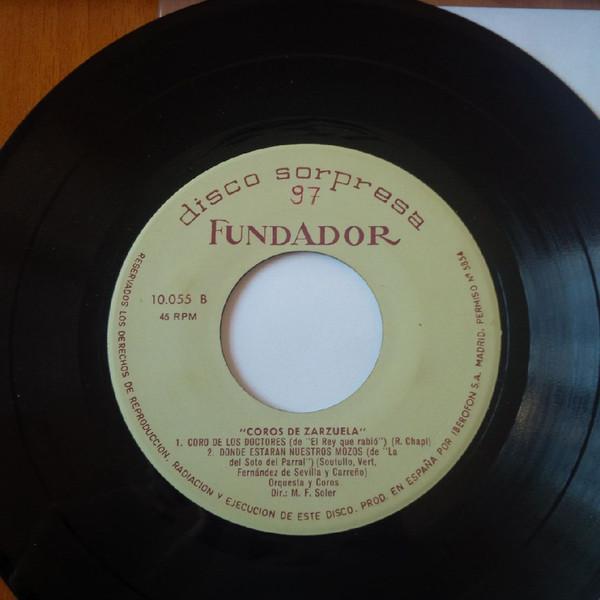 disco sorpresa
97
FUNDADOR
10.055 B
45 RPM
"COROS DE ZARZUELA"
1. CORO DE LOS DOCTORES (de "El Rey que rabió") (R. Chapí)
2. DONDE ESTARAN NUESTROS MOZOS (de "La
del Soto del Parral") (Soutullo, Vert,
Fernández de Sevilla y Carreño)
Orquesta y Coros
Dir.: M. F. Soler
RESERVADOS LOS DERECHOS DE REPRODUCCION, RADIACION y EJECUCION DE ESTE DISCO. PROD. EN ESPAÑA POR IBEROFON S.A. MADRID. PERMISO Nº 5854